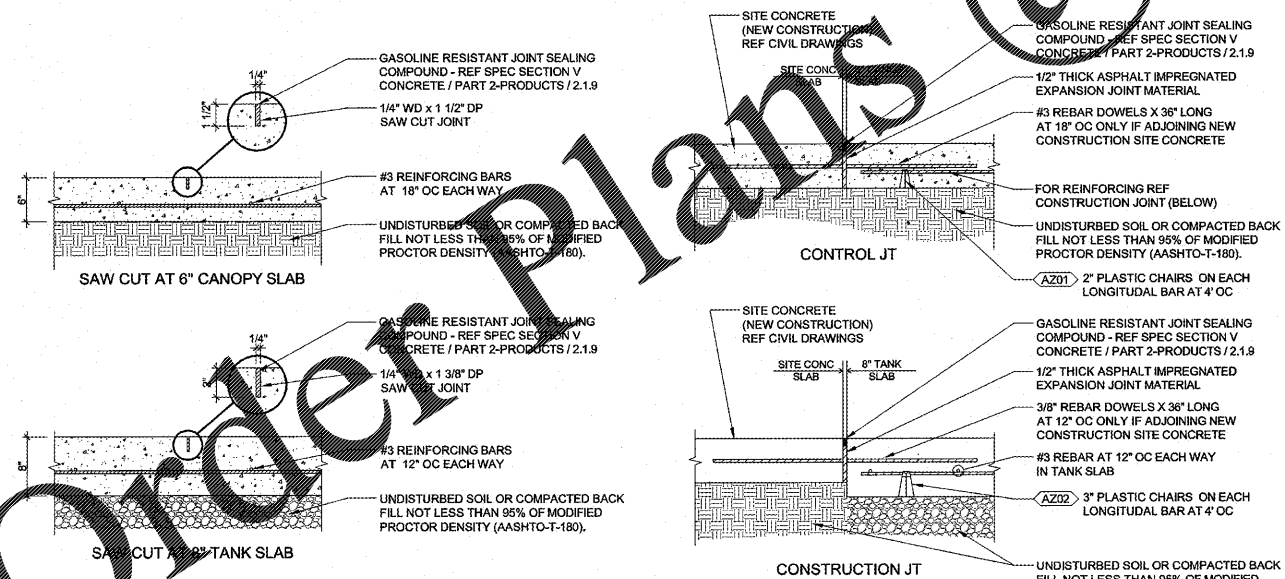 1/4"
1 1/2"
GASOLINE RESISTANT JOINT SEALING
COMPOUND - REF SPEC SECTION V
CONCRETE / PART 2-PRODUCTS / 2.1.9
1/4" WD x 1 1/2" DP
SAW CUT JOINT
#3 REINFORCING BARS
AT 18" OC EACH WAY
6"
UNDISTURBED SOIL OR COMPACTED BACK
FILL NOT LESS THAN 95% OF MODIFIED
PROCTOR DENSITY (AASHTO-T-180).
SAW CUT AT 6" CANOPY SLAB
SITE CONCRETE
(NEW CONSTRUCTION)
REF CIVIL DRAWINGS
SITE CONC
SLAB
SLAB
GASOLINE RESISTANT JOINT SEALING
COMPOUND - REF SPEC SECTION V
CONCRETE / PART 2-PRODUCTS / 2.1.9
1/2" THICK ASPHALT IMPREGNATED
EXPANSION JOINT MATERIAL
#3 REBAR DOWELS X 36" LONG
AT 18" OC ONLY IF ADJOINING NEW
CONSTRUCTION SITE CONCRETE
FOR REINFORCING REF
CONSTRUCTION JOINT (BELOW)
UNDISTURBED SOIL OR COMPACTED BACK
FILL NOT LESS THAN 95% OF MODIFIED
PROCTOR DENSITY (AASHTO-T-180).
AZ01 2" PLASTIC CHAIRS ON EACH
LONGITUDAL BAR AT 4' OC
CONTROL JT
1/4"
GASOLINE RESISTANT JOINT SEALING
COMPOUND - REF SPEC SECTION V
CONCRETE / PART 2-PRODUCTS / 2.1.9
1/4" WD x 1 3/8" DP
SAW CUT JOINT
#3 REINFORCING BARS
AT 12" OC EACH WAY
8"
UNDISTURBED SOIL OR COMPACTED BACK
FILL NOT LESS THAN 95% OF MODIFIED
PROCTOR DENSITY (AASHTO-T-180).
SAW CUT AT 8" TANK SLAB
SITE CONCRETE
(NEW CONSTRUCTION)
REF CIVIL DRAWINGS
SITE CONC
SLAB
8" TANK
SLAB
GASOLINE RESISTANT JOINT SEALING
COMPOUND - REF SPEC SECTION V
CONCRETE / PART 2-PRODUCTS / 2.1.9
1/2" THICK ASPHALT IMPREGNATED
EXPANSION JOINT MATERIAL
3/8" REBAR DOWELS X 36" LONG
AT 12" OC ONLY IF ADJOINING NEW
CONSTRUCTION SITE CONCRETE
#3 REBAR AT 12" OC EACH WAY
IN TANK SLAB
AZ02 3" PLASTIC CHAIRS ON EACH
LONGITUDAL BAR AT 4' OC
UNDISTURBED SOIL OR COMPACTED BACK
FILL NOT LESS THAN 95% OF MODIFIED
CONSTRUCTION JT
Order Plans @